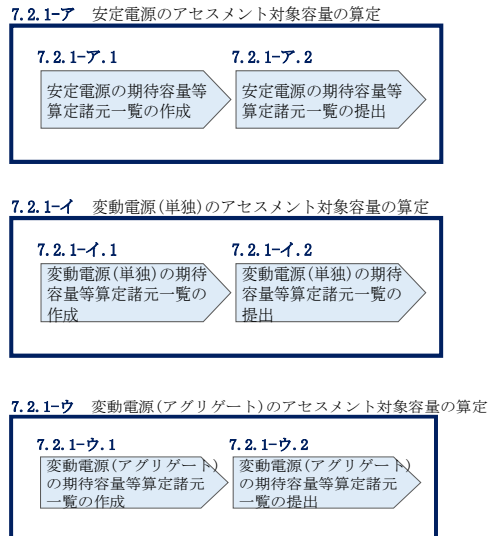 7.2.1-ア 安定電源のアセスメント対象容量の算定
7.2.1-ア.1
安定電源の期待容量等
算定諸元一覧の作成
7.2.1-ア.2
安定電源の期待容量等
算定諸元一覧の提出
7.2.1-イ 変動電源(単独)のアセスメント対象容量の算定
7.2.1-イ.1
変動電源(単独)の期待
容量等算定諸元一覧の
作成
7.2.1-イ.2
変動電源(単独)の期待
容量等算定諸元一覧の
提出
7.2.1-ウ 変動電源(アグリゲート)のアセスメント対象容量の算定
7.2.1-ウ.1
変動電源(アグリゲート)
の期待容量等算定諸元
一覧の作成
7.2.1-ウ.2
変動電源(アグリゲート)
の期待容量等算定諸元
一覧の提出